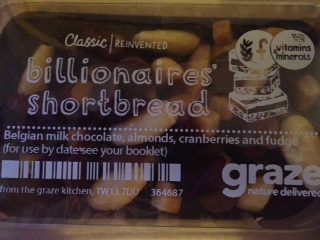 Classic | REINVENTED
vitamins
& minerals
billionaires'
shortbread
Belgian milk chocolate, almonds, cranberries and fudge
(for use by date see your booklet)
graze
nature delivered
from the graze kitchen, TW13 7DU 364687